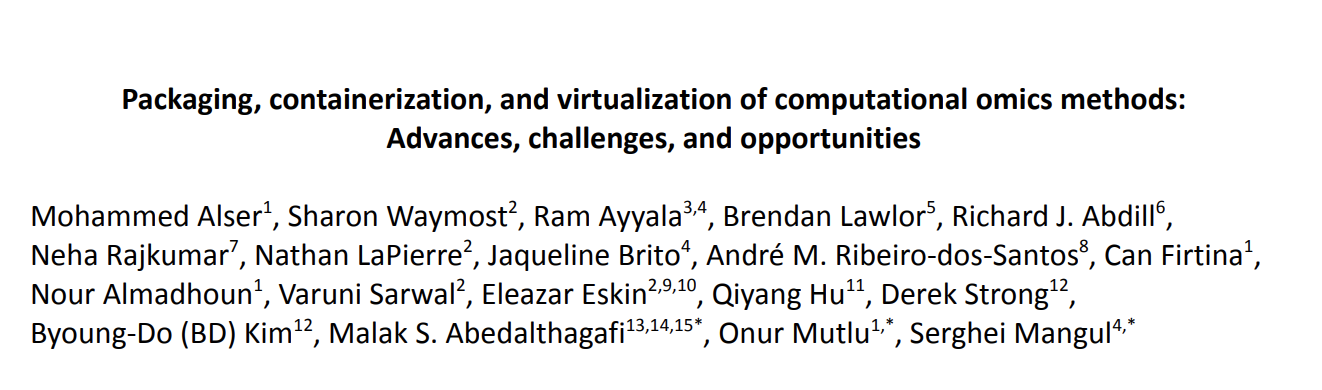 Packaging, containerization, and virtualization of computational omics methods:
Advances, challenges, and opportunities
Mohammed Alser1, Sharon Waymost2, Ram Ayyala3,4, Brendan Lawlor5, Richard J. Abdill6,
Neha Rajkumar7, Nathan LaPierre2, Jaqueline Brito4, André M. Ribeiro-dos-Santos8, Can Firtina1,
Nour Almadhoun1, Varuni Sarwal2, Eleazar Eskin2,9,10, Qiyang Hu11, Derek Strong12,
Byoung-Do (BD) Kim12, Malak S. Abedalthagafi13,14,15*, Onur Mutlu1,*, Serghei Mangul4,*